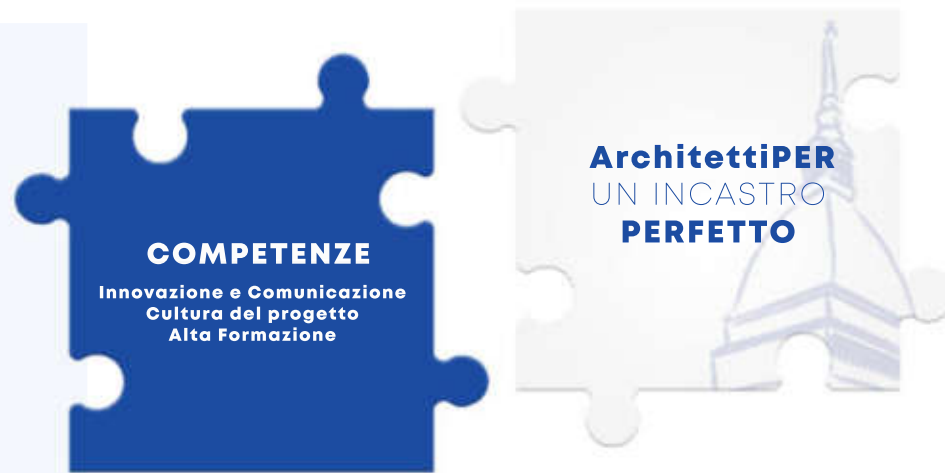 COMPETENZE
Innovazione e Comunicazione
Cultura del progetto
Alta Formazione
ArchitettiPER
UN INCASTRO
PERFETTO